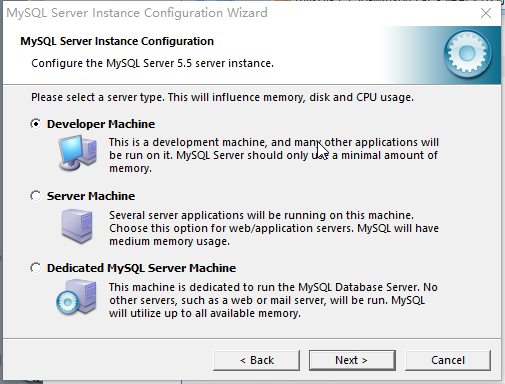 MySQL Server Instance Configuration Wizard
MySQL Server Instance Configuration
Configure the MySQL Server 5.5 server instance.
Please select a server type. This will influence memory, disk and CPU usage.
Developer Machine
This is a development machine, and many other applications will
be run on it. MySQL Server should only use a minimal amount of
memory.
Server Machine
Several server applications will be running on this machine.
Choose this option for web/application servers. MySQL will have
medium memory usage.
Dedicated MySQL Server Machine
This machine is dedicated to run the MySQL Database Server. No
other servers, such as a web or mail server, will be run. MySQL
will utilize up to all available memory.
< Back
Next >
Cancel